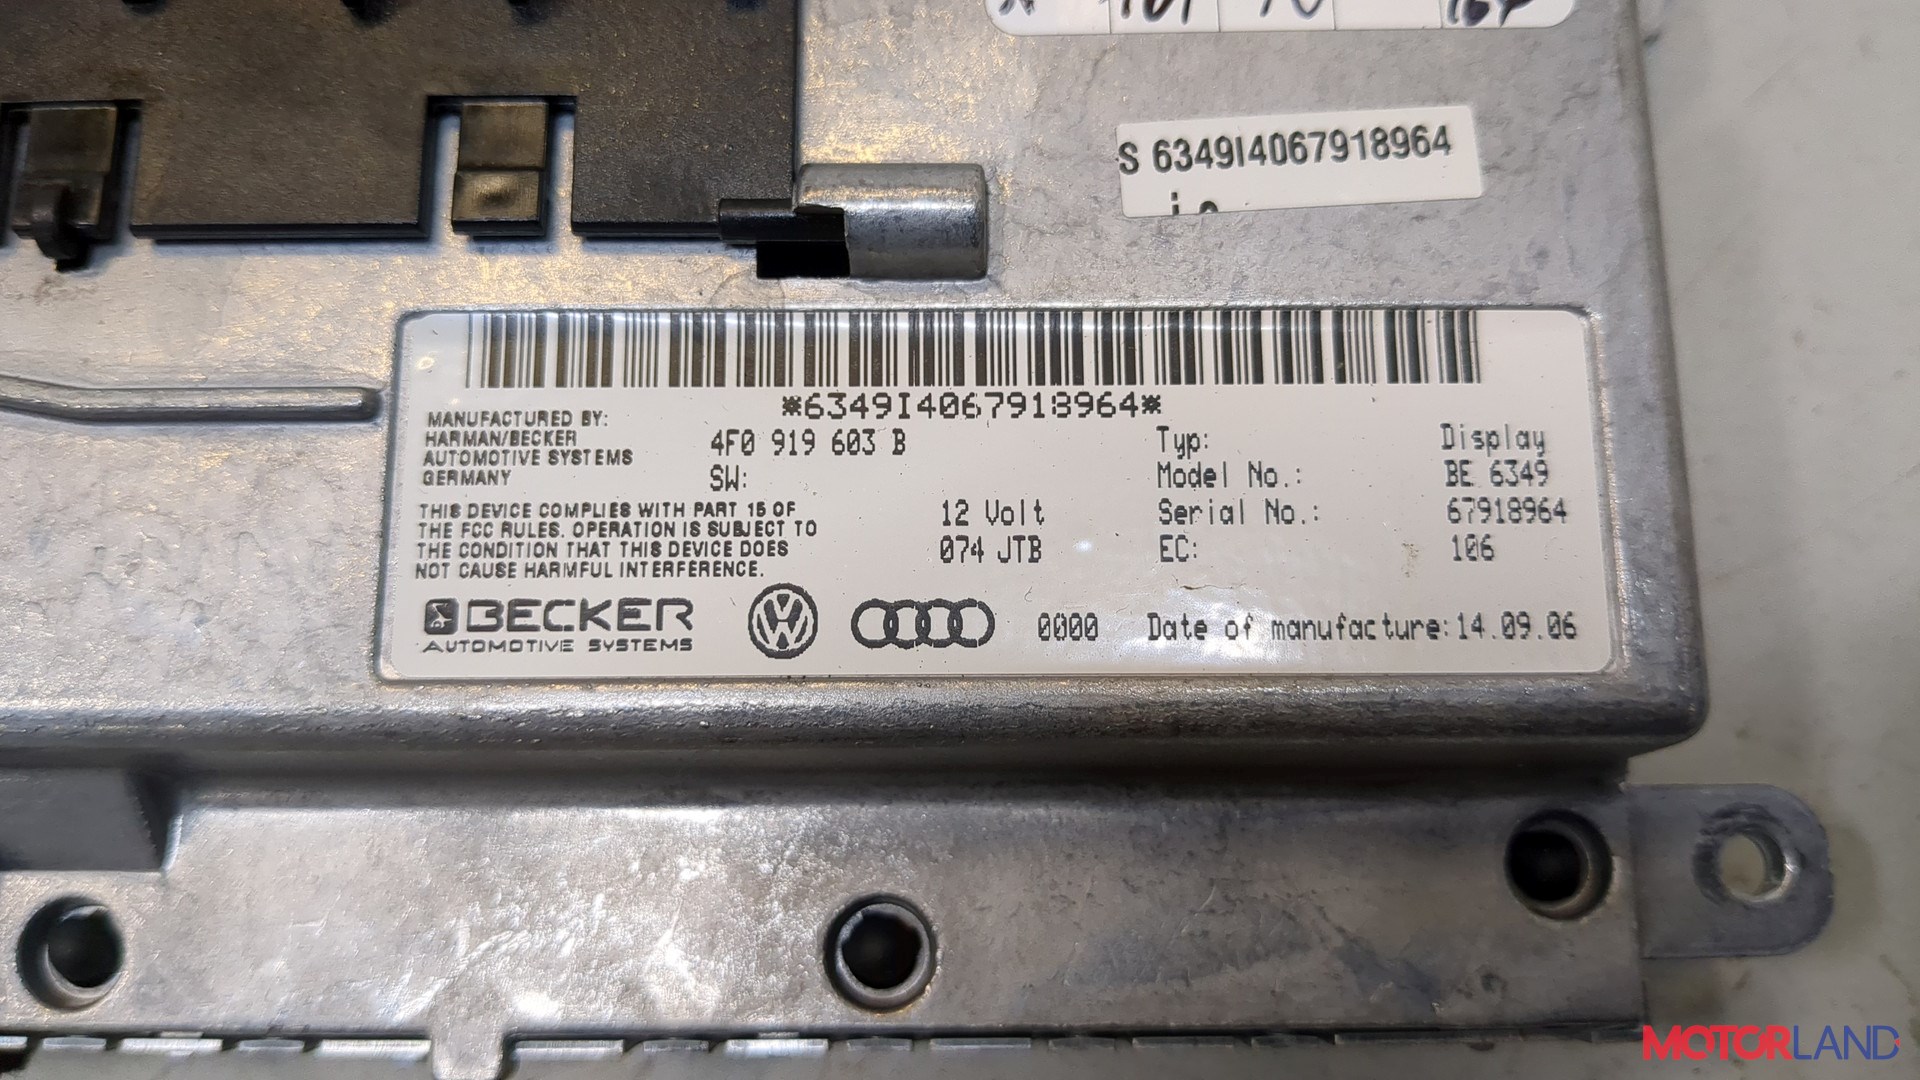 S 6349I4067918964
*6349I4067918964*
MANUFACTURED BY:
HARMAN/BECKER
AUTOMOTIVE SYSTEMS
GERMANY
4F0 919 603 B
SW:
Typ: Display
Model No.: BE 6349
Serial No.: 67918964
EC: 106
12 Volt
074 JTB
THIS DEVICE COMPLIES WITH PART 15 OF
THE FCC RULES. OPERATION IS SUBJECT TO
THE CONDITION THAT THIS DEVICE DOES
NOT CAUSE HARMFUL INTERFERENCE.
BECKER
AUTOMOTIVE SYSTEMS
0000
Date of manufacture:14.09.06
MOTORLAND